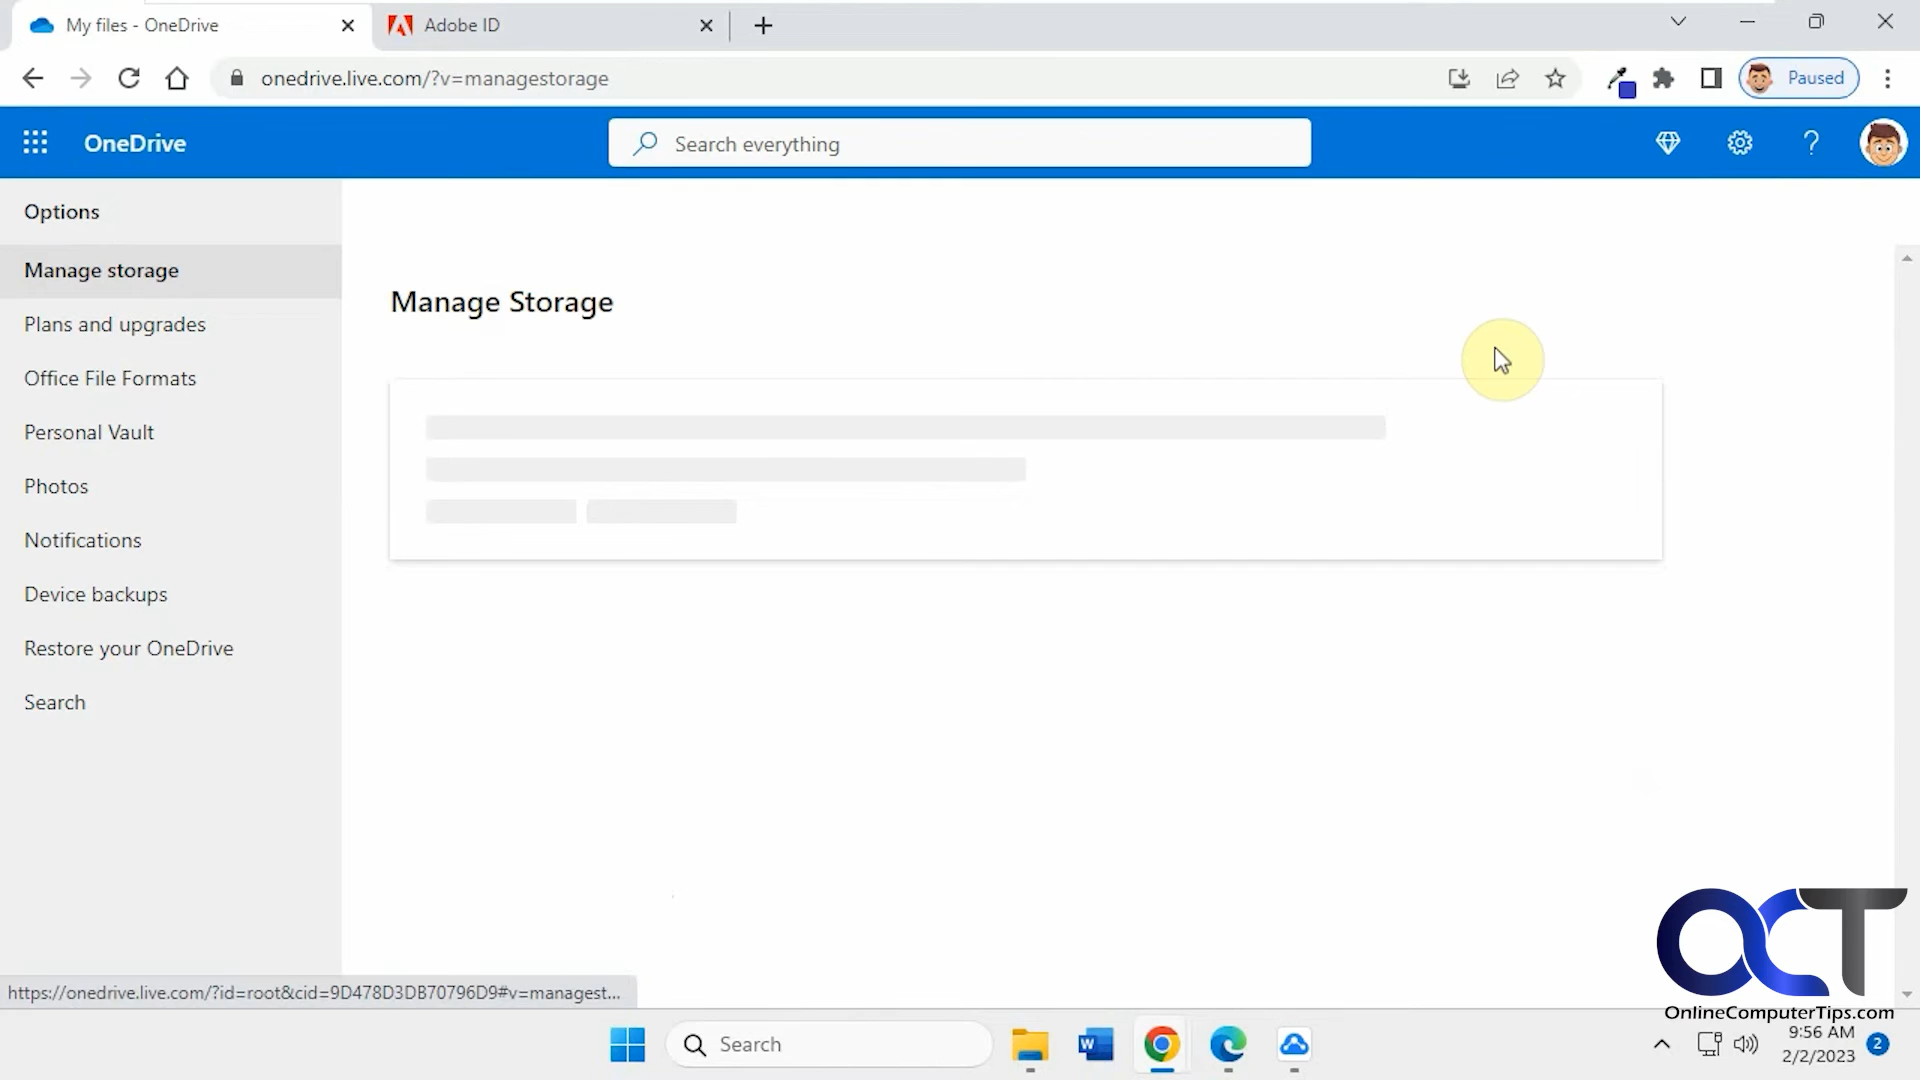 My files - OneDrive
Adobe ID
onedrive.live.com/?v=managestorage
Paused
OneDrive
Search everything
Options
Manage storage
Plans and upgrades
Office File Formats
Personal Vault
Photos
Notifications
Device backups
Restore your OneDrive
Search
Manage Storage
https://onedrive.live.com/?id=root&cid=9D478D3DB70796D9#v=managest...
OCT
OnlineComputerTips.com
Search
W
9:56 AM
2/2/2023
2